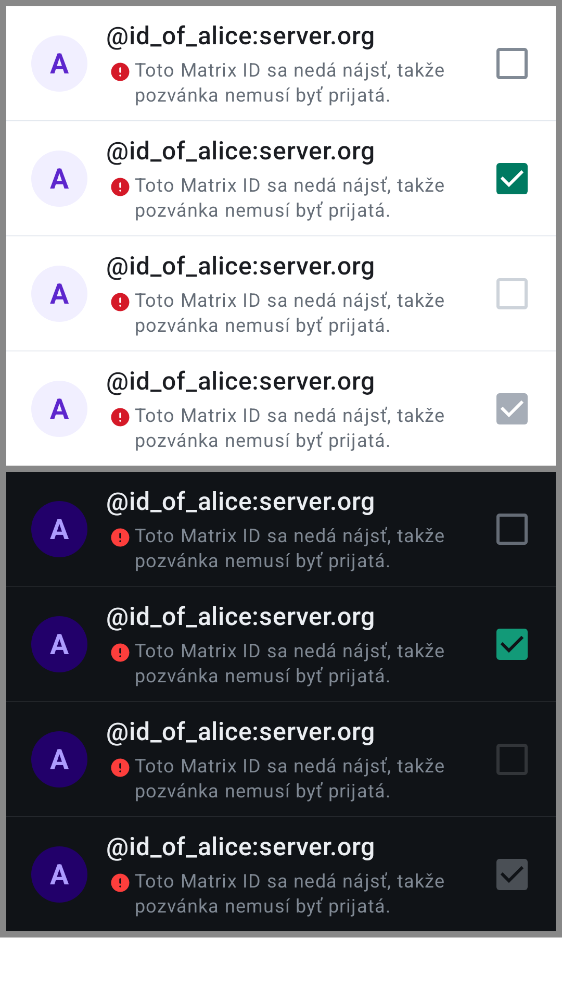 @id_of_alice:server.org
A
Toto Matrix ID sa nedá nájsť, takže
pozvánka nemusí byť prijatá.
@id_of_alice:server.org
A
Toto Matrix ID sa nedá nájsť, takže
pozvánka nemusí byť prijatá.
@id_of_alice:server.org
A
Toto Matrix ID sa nedá nájsť, takže
pozvánka nemusí byť prijatá.
@id_of_alice:server.org
A
Toto Matrix ID sa nedá nájsť, takže
pozvánka nemusí byť prijatá.
@id_of_alice:server.org
A
Toto Matrix ID sa nedá nájsť, takže
pozvánka nemusí byť prijatá.
@id_of_alice:server.org
A
Toto Matrix ID sa nedá nájsť, takže
pozvánka nemusí byť prijatá.
@id_of_alice:server.org
A
Toto Matrix ID sa nedá nájsť, takže
pozvánka nemusí byť prijatá.
@id_of_alice:server.org
A
Toto Matrix ID sa nedá nájsť, takže
pozvánka nemusí byť prijatá.